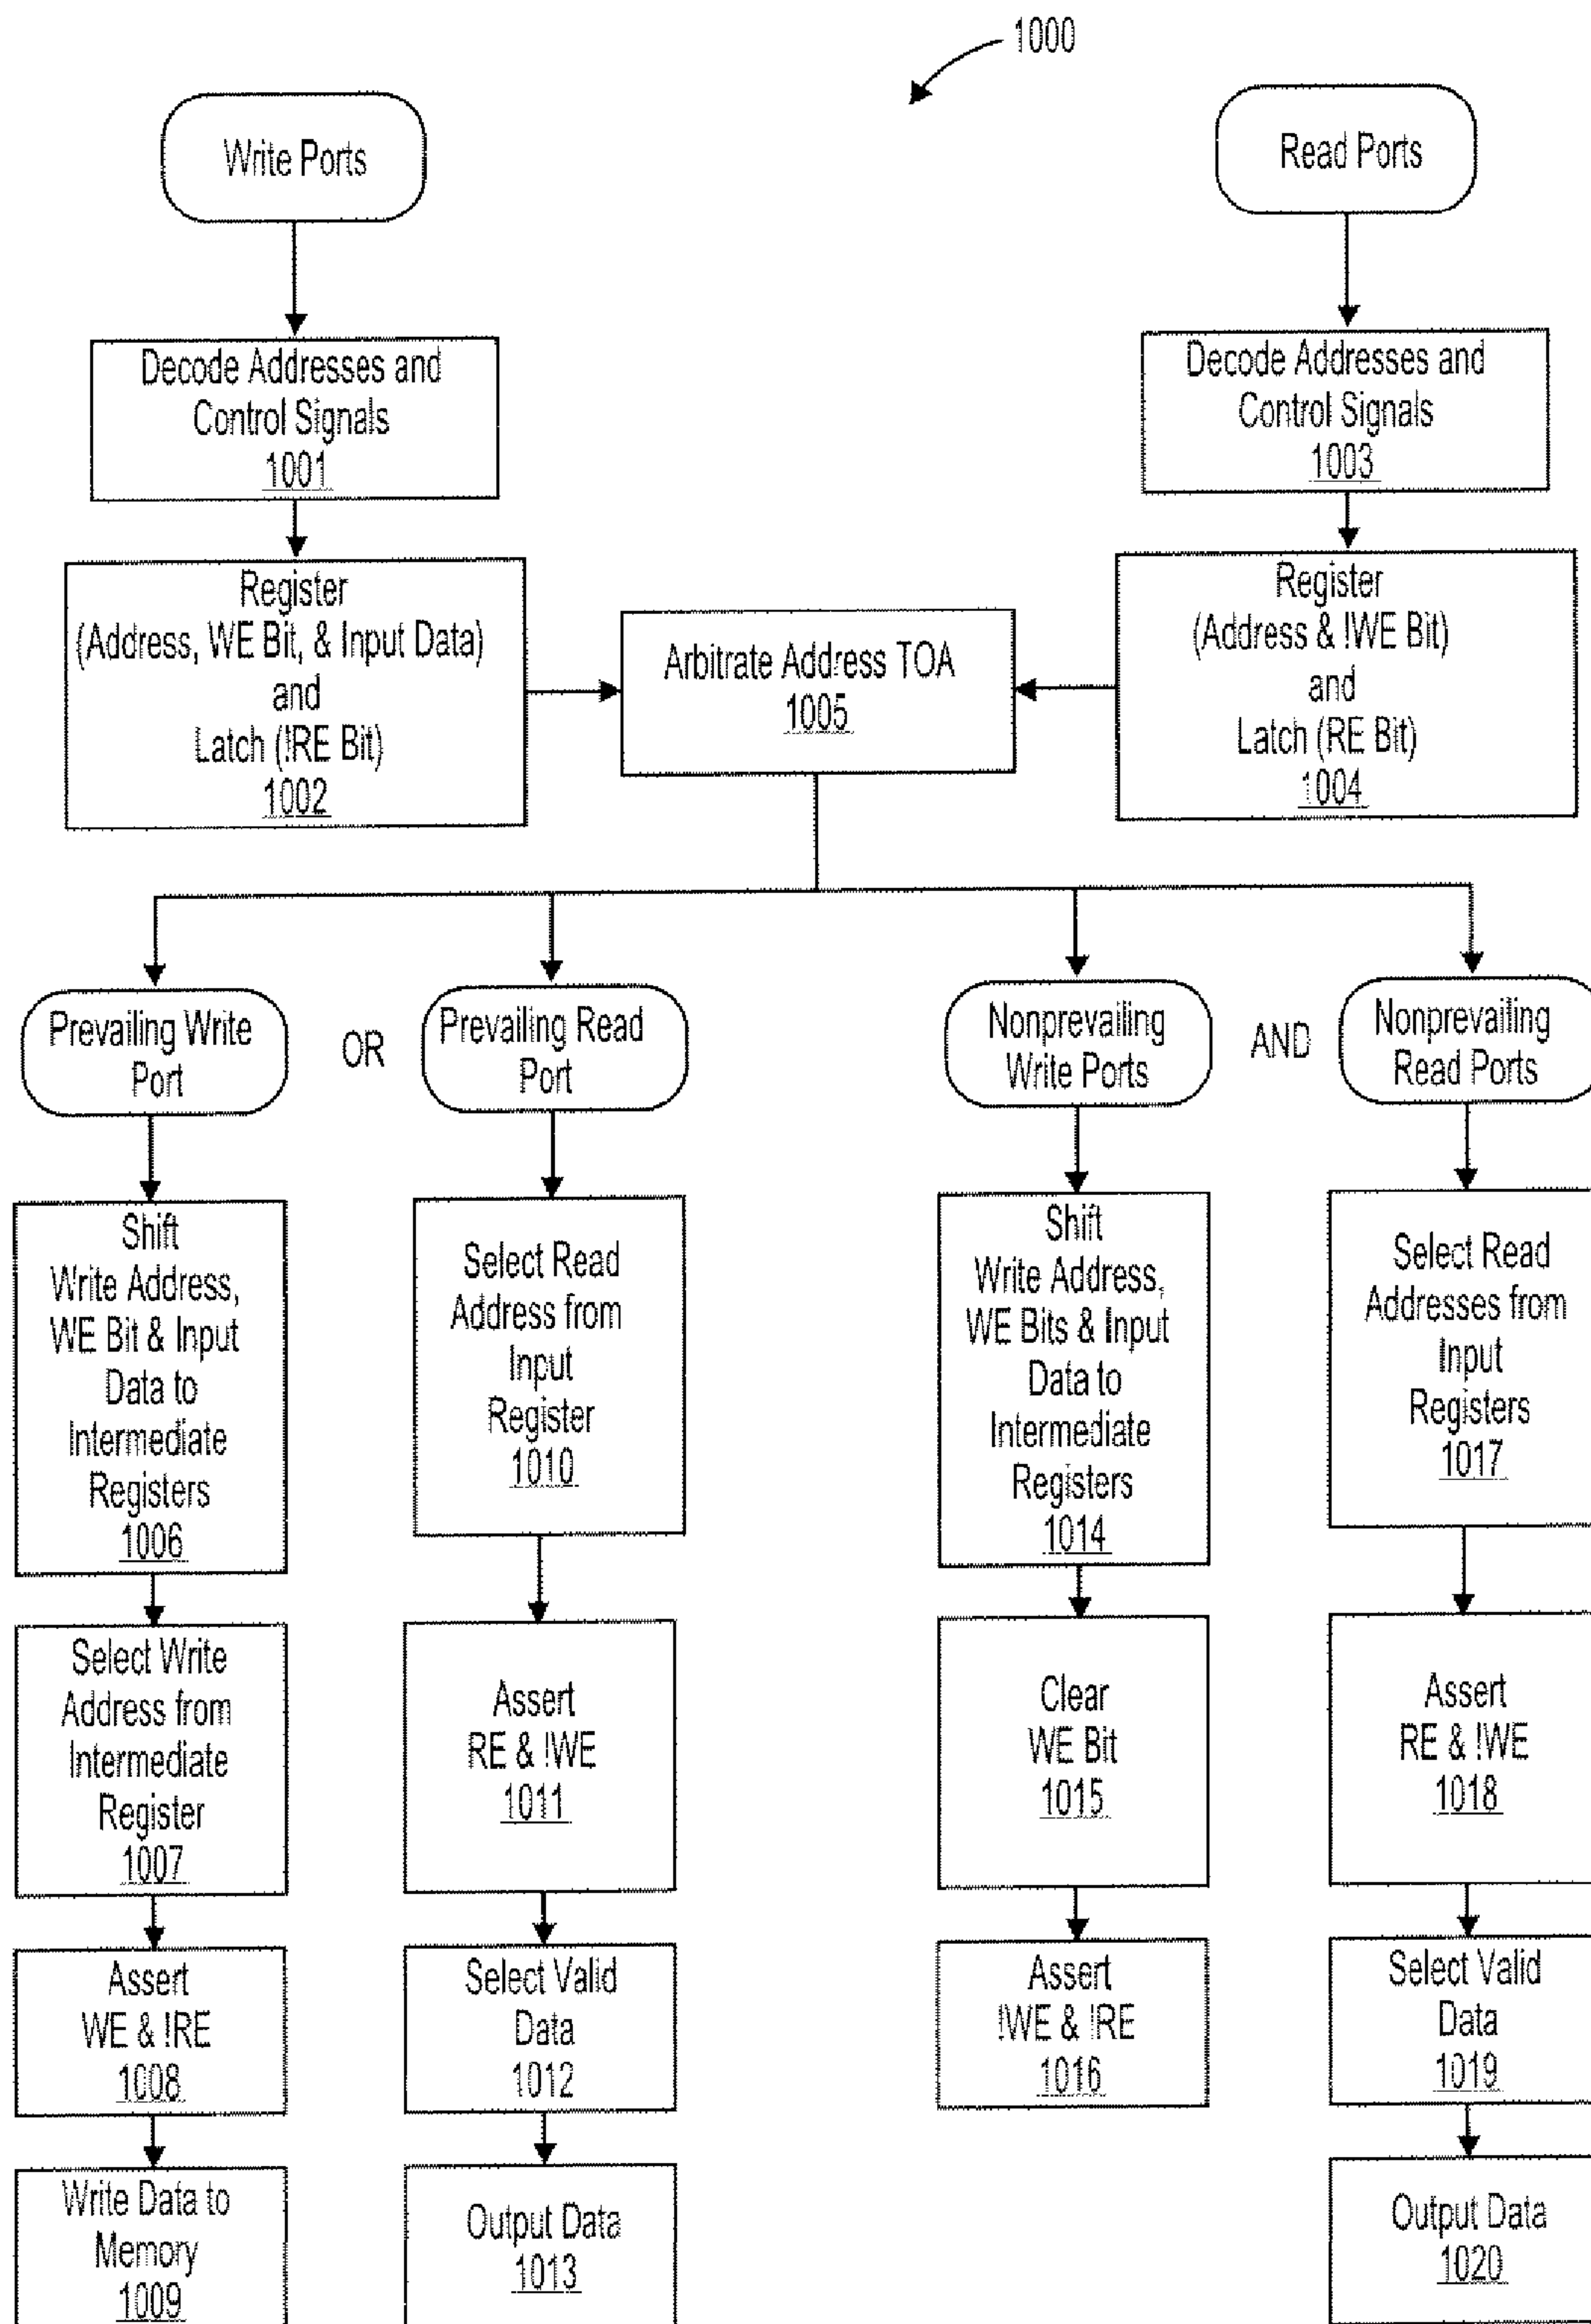 1000
Write Ports
Read Ports
Decode Addresses and
Control Signals
1001
Decode Addresses and
Control Signals
1003
Register
(Address, WE Bit, & Input Data)
and
Latch (!RE Bit)
1002
Arbitrate Address TOA
1005
Register
(Address & !WE Bit)
and
Latch (RE Bit)
1004
Prevailing Write
Port
OR
Prevailing Read
Port
Nonprevailing
Write Ports
AND
Nonprevailing
Read Ports
Shift
Write Address,
WE Bit & Input
Data to
Intermediate
Registers
1006
Select Write
Address from
Intermediate
Register
1007
Assert
WE & !RE
1008
Write Data to
Memory
1009
Select Read
Address from
Input
Register
1010
Assert
RE & !WE
1011
Select Valid
Data
1012
Output Data
1013
Shift
Write Address,
WE Bits & Input
Data to
Intermediate
Registers
1014
Clear
WE Bit
1015
Assert
!WE & !RE
1016
Select Read
Addresses from
Input
Registers
1017
Assert
RE & !WE
1018
Select Valid
Data
1019
Output Data
1020